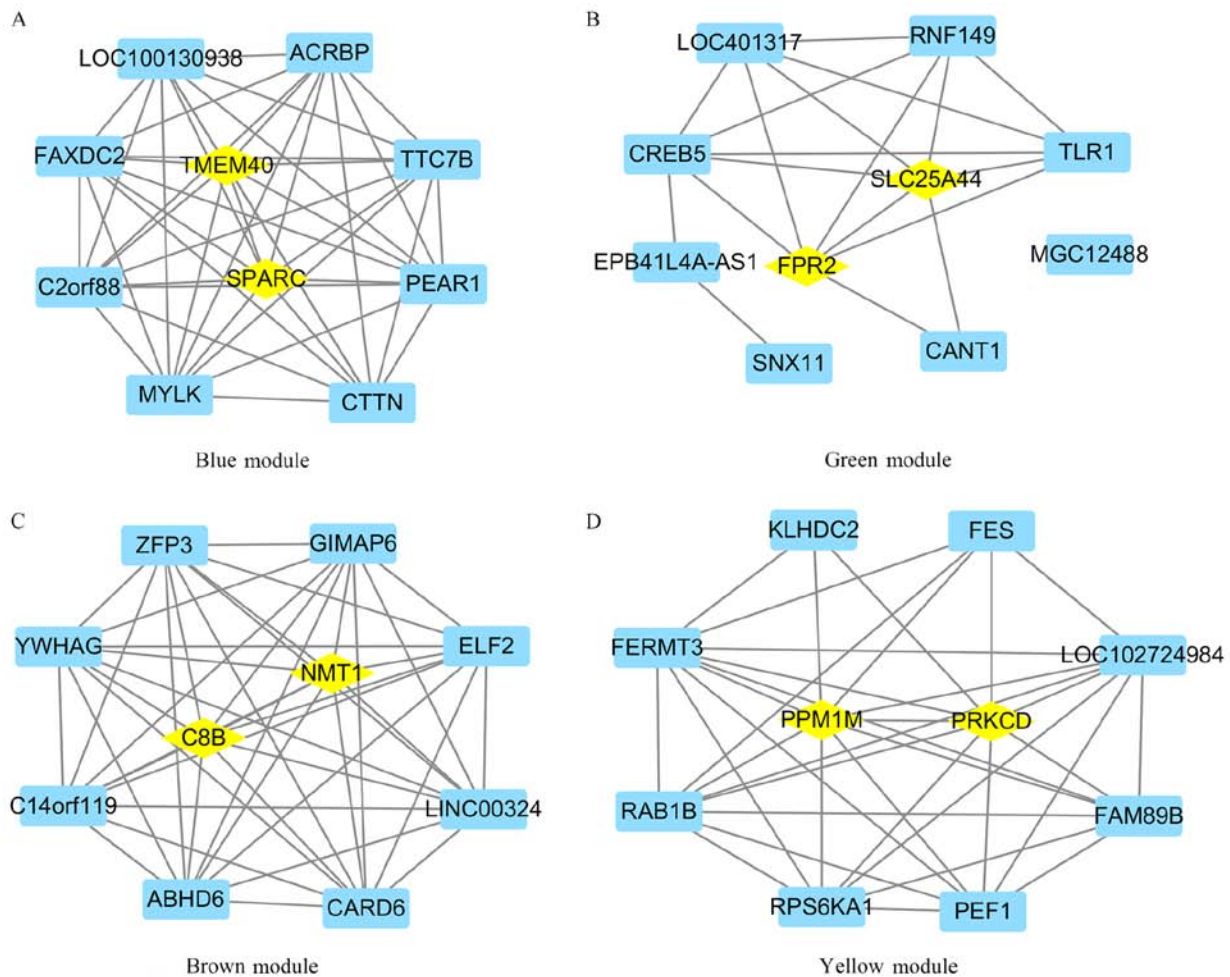 A
LOC100130938
ACRBP
FAXDC2
TMEM40
TTC7B
C2orf88
SPARC
PEAR1
MYLK
CTTN
Blue module
B
LOC401317
RNF149
CREB5
TLR1
SLC25A44
EPB41L4A-AS1
FPR2
MGC12488
SNX11
CANT1
Green module
C
ZFP3
GIMAP6
YWHAG
ELF2
NMT1
C8B
C14orf119
LINC00324
ABHD6
CARD6
Brown module
D
KLHDC2
FES
FERMT3
LOC102724984
PPM1M
PRKCD
RAB1B
FAM89B
RPS6KA1
PEF1
Yellow module